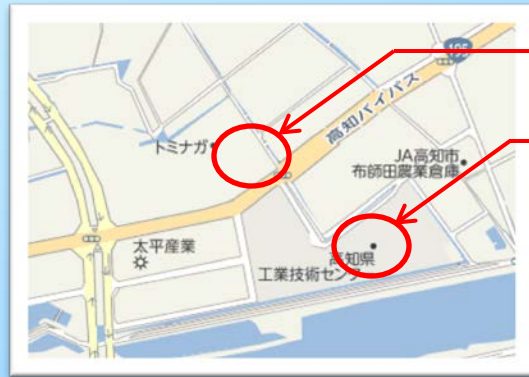 195
高知バイパス
トミナガ
JA高知市
布師田農業倉庫
太平産業
高知県
工業技術センター